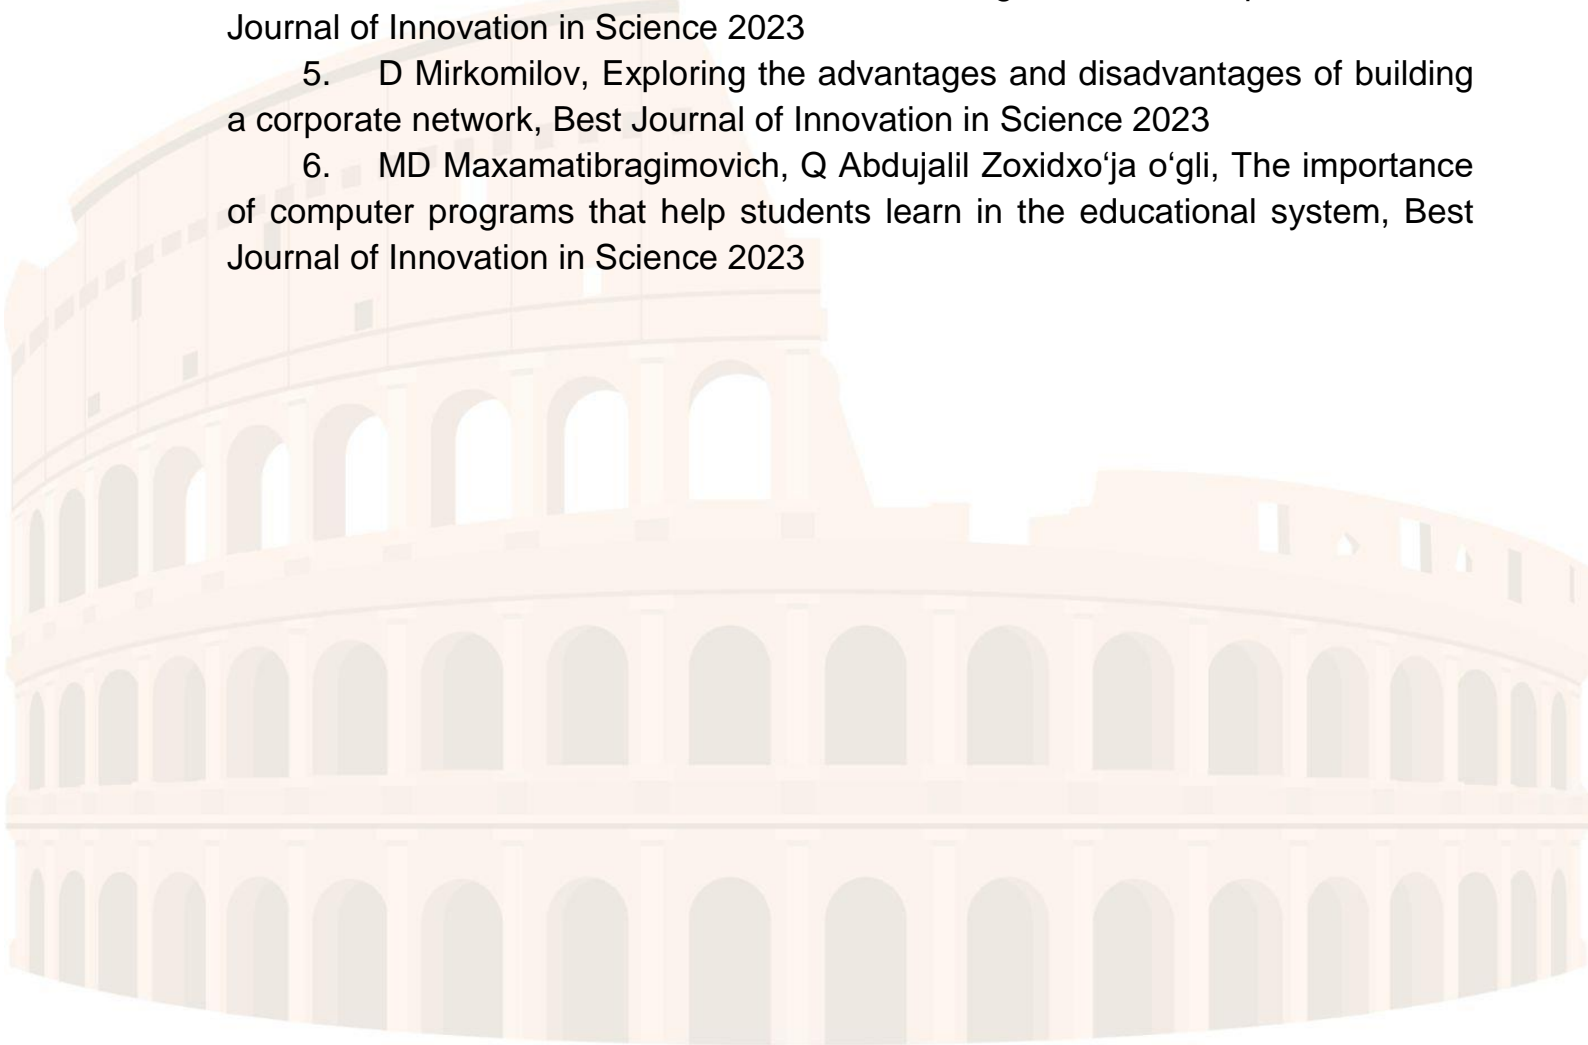 Journal of Innovation in Science 2023
5. D Mirkomilov, Exploring the advantages and disadvantages of building
a corporate network, Best Journal of Innovation in Science 2023
6. MD Maxamatibragimovich, Q Abdujalil Zoxidxo‘ja o‘gli, The importance
of computer programs that help students learn in the educational system, Best
Journal of Innovation in Science 2023